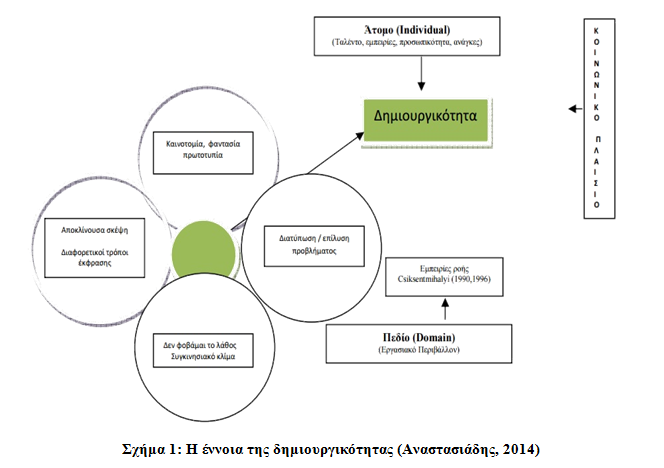 Άτομο (Individual)
(Ταλέντο, εμπειρίες, προσωπικότητα, ανάγκες)
ΚΟΙΝΩΝΙΚΟ ΠΛΑΙΣΙΟ
Δημιουργικότητα
Καινοτομία, φαντασία
πρωτοτυπία
Αποκλίνουσα σκέψη
Διαφορετικοί τρόποι
έκφρασης
Διατύπωση / επίλυση
προβλήματος
Εμπειρίες ροής
Csiksentmihalyi (1990,1996)
Πεδίο (Domain)
(Εργασιακό Περιβάλλον)
Δεν φοβάμαι το λάθος
Συγκινησιακό κλίμα
Σχήμα 1: Η έννοια της δημιουργικότητας (Αναστασιάδης, 2014)